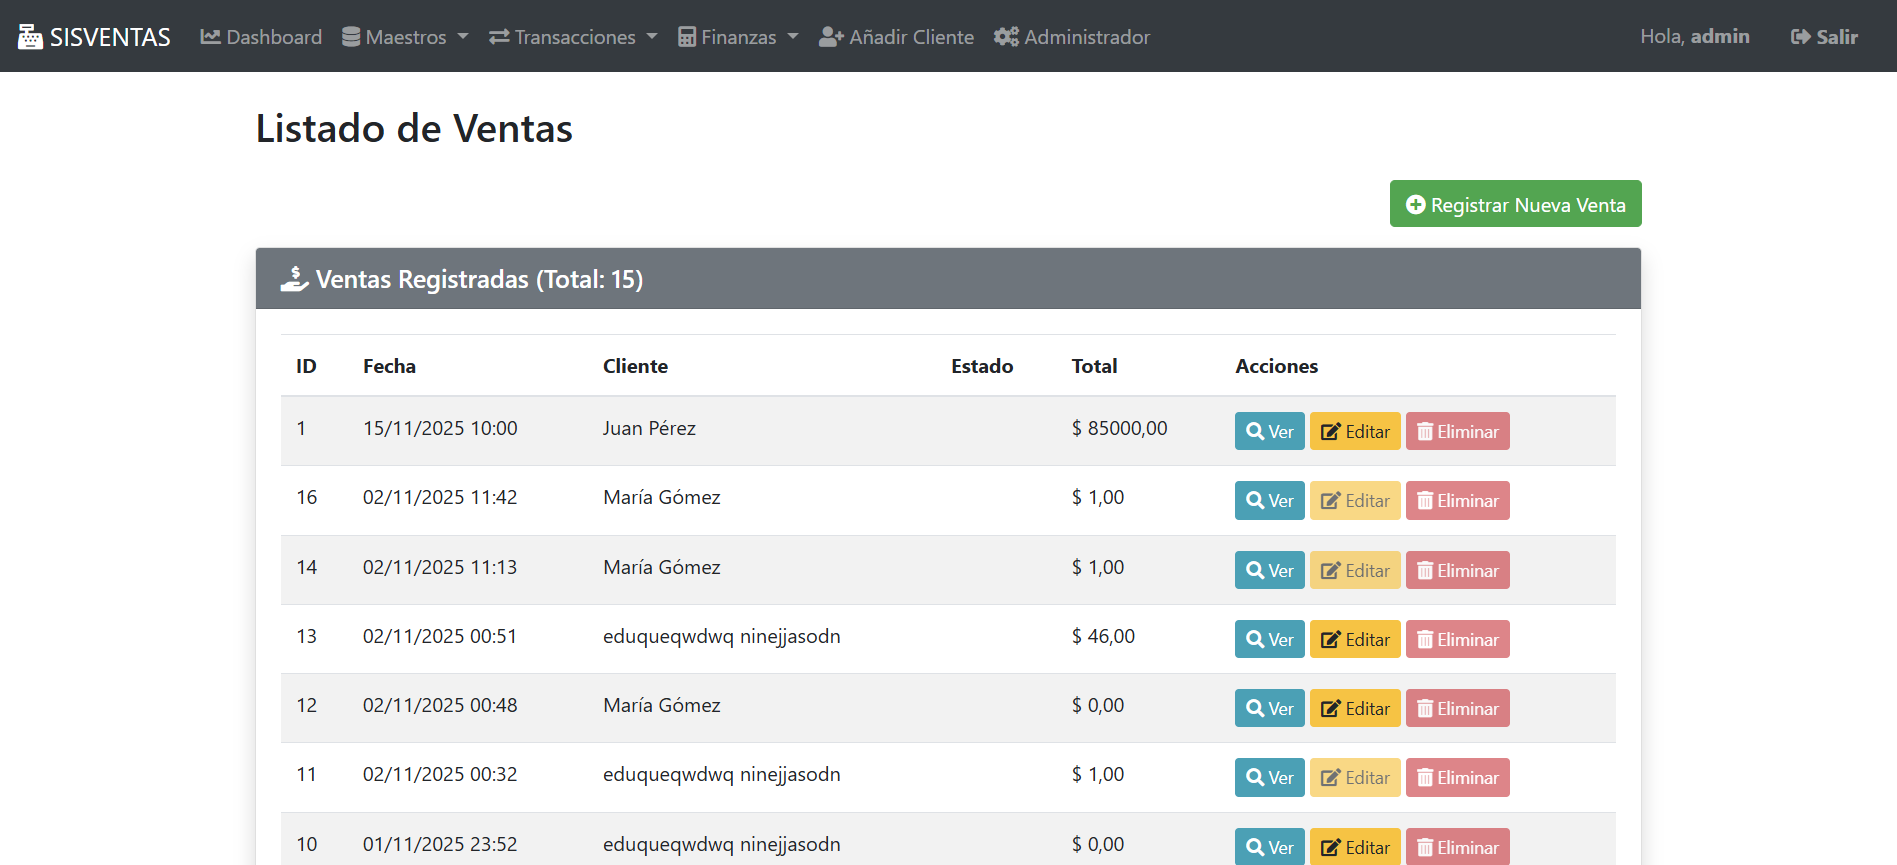 SISVENTAS Dashboard Maestros Transacciones Finanzas Añadir Cliente Administrador Hola, admin Salir
Listado de Ventas
Registrar Nueva Venta
Ventas Registradas (Total: 15)
ID Fecha Cliente Estado Total Acciones
1 15/11/2025 10:00 Juan Pérez $ 85000,00 Ver Editar Eliminar
16 02/11/2025 11:42 María Gómez $ 1,00 Ver Editar Eliminar
14 02/11/2025 11:13 María Gómez $ 1,00 Ver Editar Eliminar
13 02/11/2025 00:51 eduqueqwdwq ninejjasodn $ 46,00 Ver Editar Eliminar
12 02/11/2025 00:48 María Gómez $ 0,00 Ver Editar Eliminar
11 02/11/2025 00:32 eduqueqwdwq ninejjasodn $ 1,00 Ver Editar Eliminar
10 01/11/2025 23:52 eduqueqwdwq ninejjasodn $ 0,00 Ver Editar Eliminar